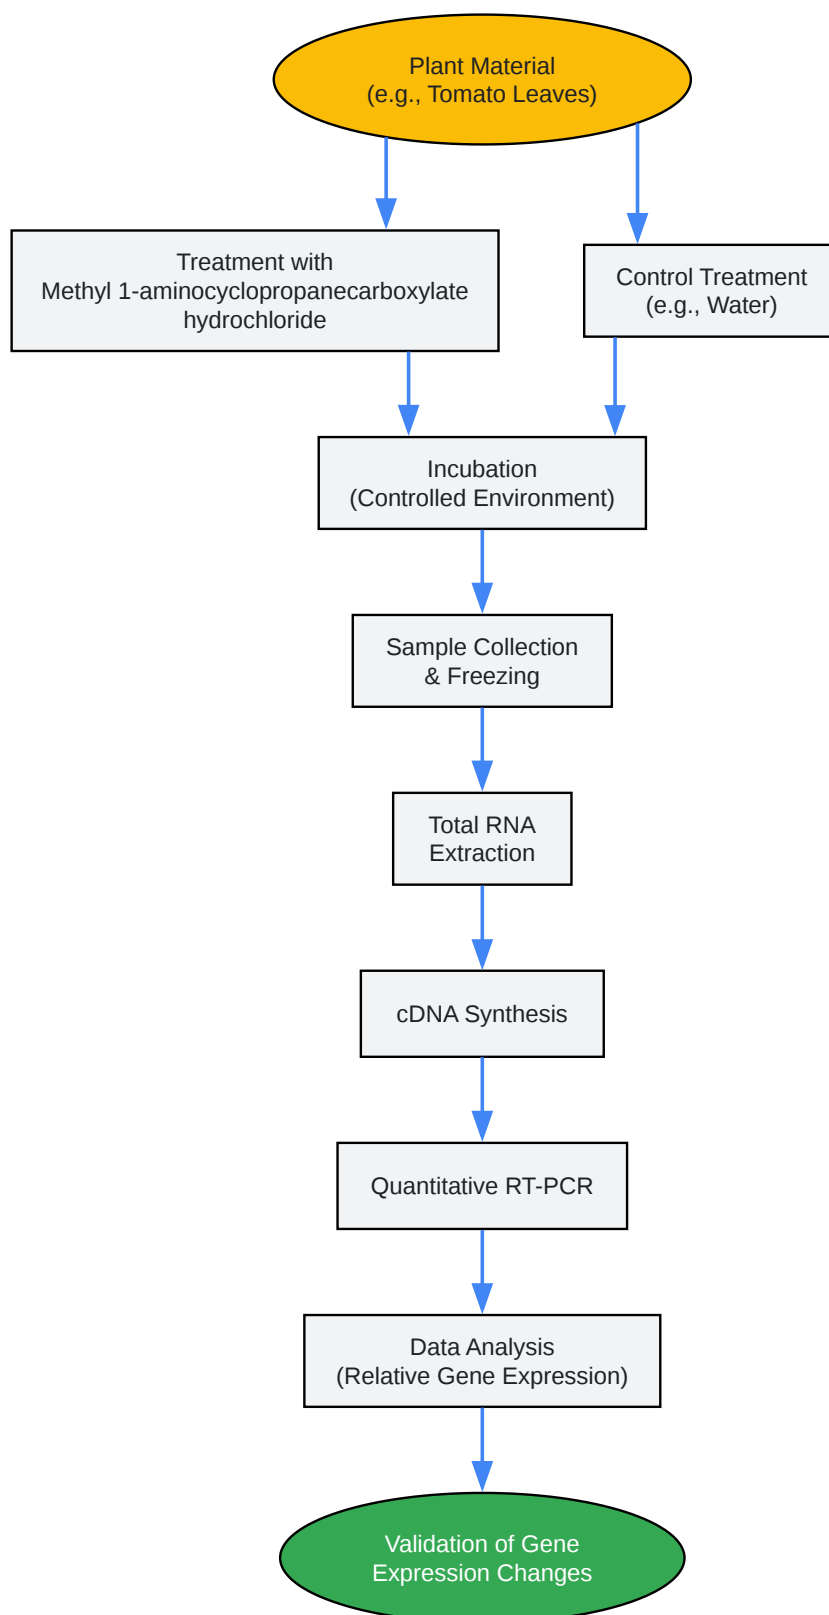 Plant Material
(e.g., Tomato Leaves)
Treatment with
Methyl 1-aminocyclopropanecarboxylate
hydrochloride
Control Treatment
(e.g., Water)
Incubation
(Controlled Environment)
Sample Collection
& Freezing
Total RNA
Extraction
cDNA Synthesis
Quantitative RT-PCR
Data Analysis
(Relative Gene Expression)
Validation of Gene
Expression Changes